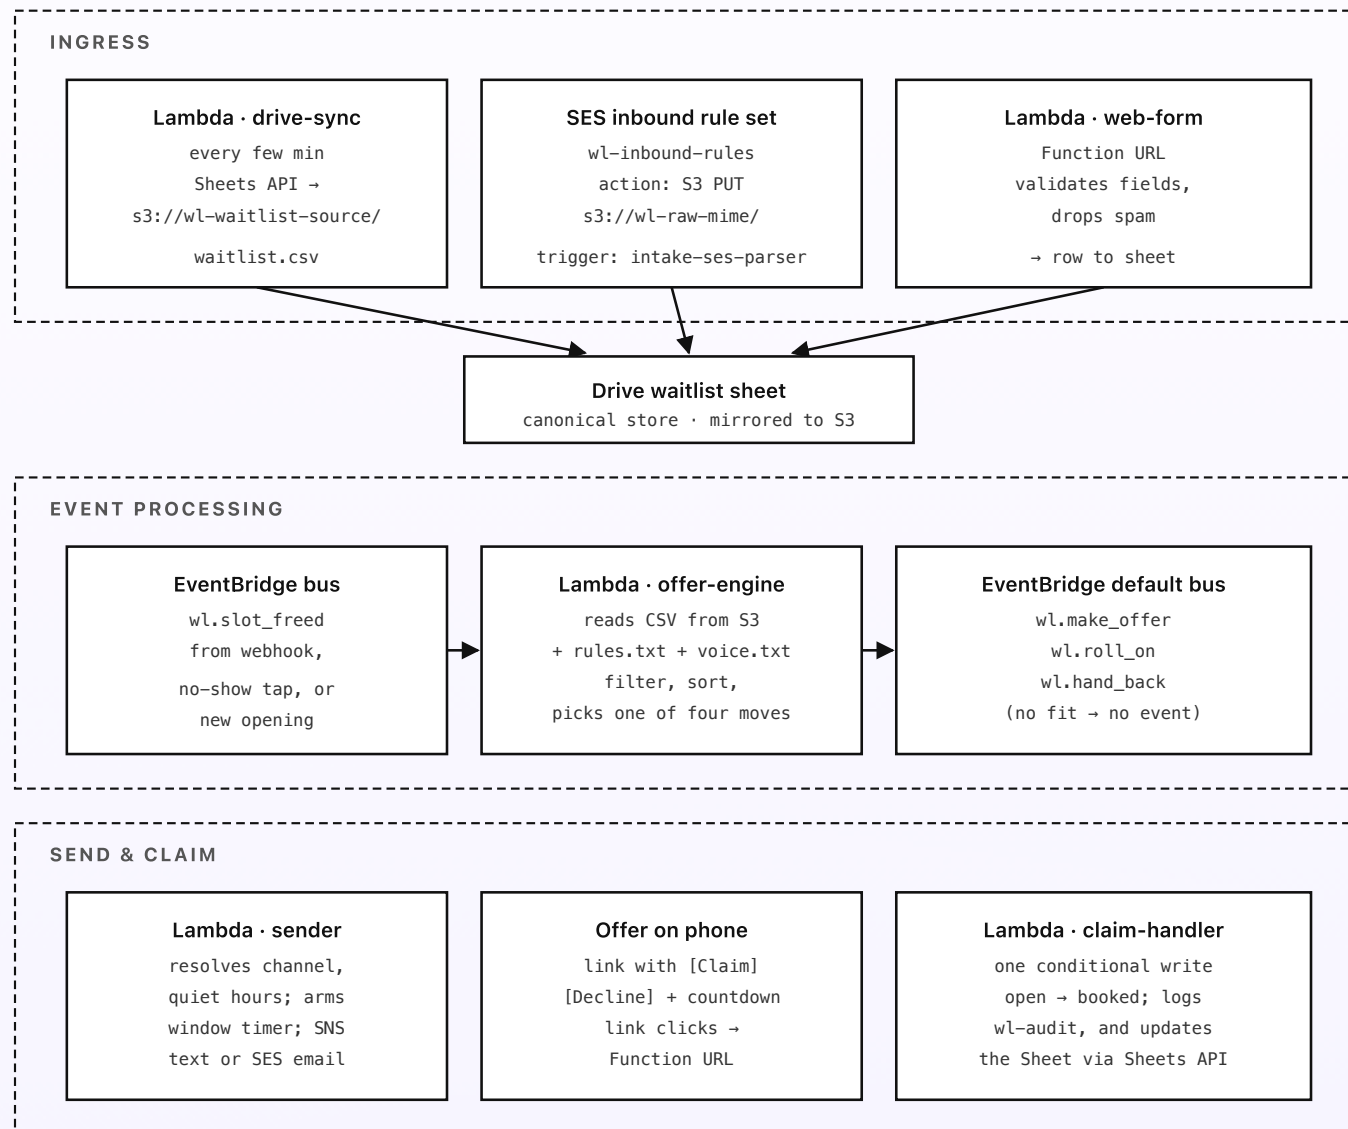 INGRESS
Lambda · drive-sync
every few min
Sheets API →
s3://wl-waitlist-source/
waitlist.csv
SES inbound rule set
wl-inbound-rules
action: S3 PUT
s3://wl-raw-mime/
trigger: intake-ses-parser
Lambda · web-form
Function URL
validates fields,
drops spam
→ row to sheet
Drive waitlist sheet
canonical store · mirrored to S3
EVENT PROCESSING
EventBridge bus
wl.slot_freed
from webhook,
no-show tap, or
new opening
Lambda · offer-engine
reads CSV from S3
+ rules.txt + voice.txt
filter, sort,
picks one of four moves
EventBridge default bus
wl.make_offer
wl.roll_on
wl.hand_back
(no fit → no event)
SEND & CLAIM
Lambda · sender
resolves channel,
quiet hours; arms
window timer; SNS
text or SES email
Offer on phone
link with [Claim]
[Decline] + countdown
link clicks →
Function URL
Lambda · claim-handler
one conditional write
open → booked; logs
wl-audit, and updates
the Sheet via Sheets API